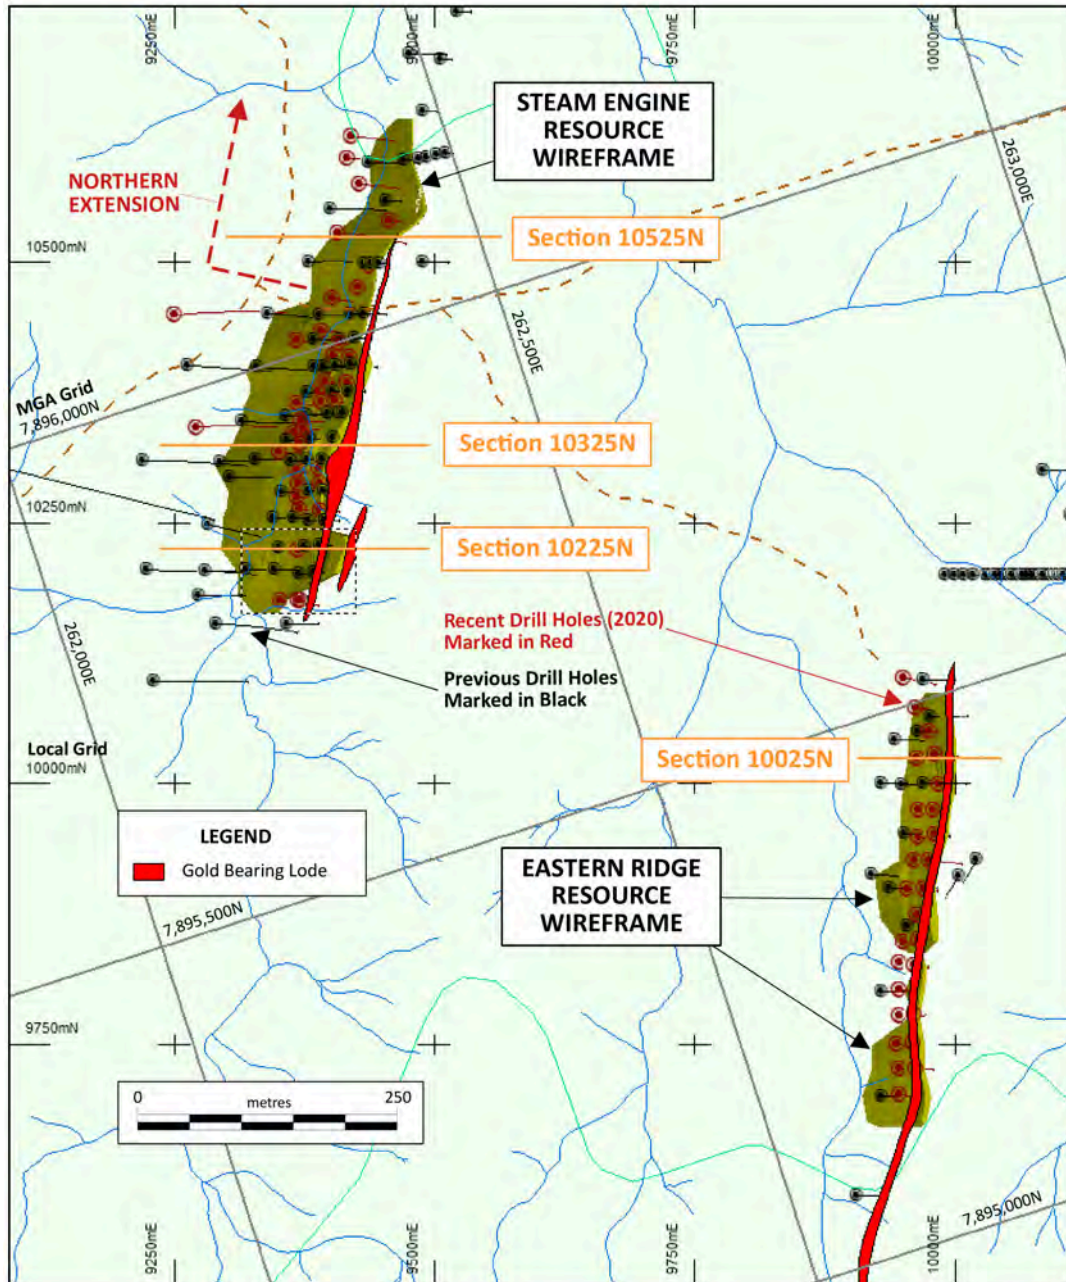 9250mE
9500mE
9750mE
10000mE
STEAM ENGINE
RESOURCE
WIREFRAME
263,000E
NORTHERN
EXTENSION
Section 10525N
10500mN
262,500E
MGA Grid
7,896,000N
Section 10325N
10250mN
Section 10225N
Recent Drill Holes (2020)
Marked in Red
262,000E
Previous Drill Holes
Marked in Black
Local Grid
10000mN
Section 10025N
LEGEND
Gold Bearing Lode
EASTERN RIDGE
RESOURCE
WIREFRAME
7,895,500N
9750mN
0 metres 250
7,895,000N
9250mE
9500mE
9750mE
10000mE